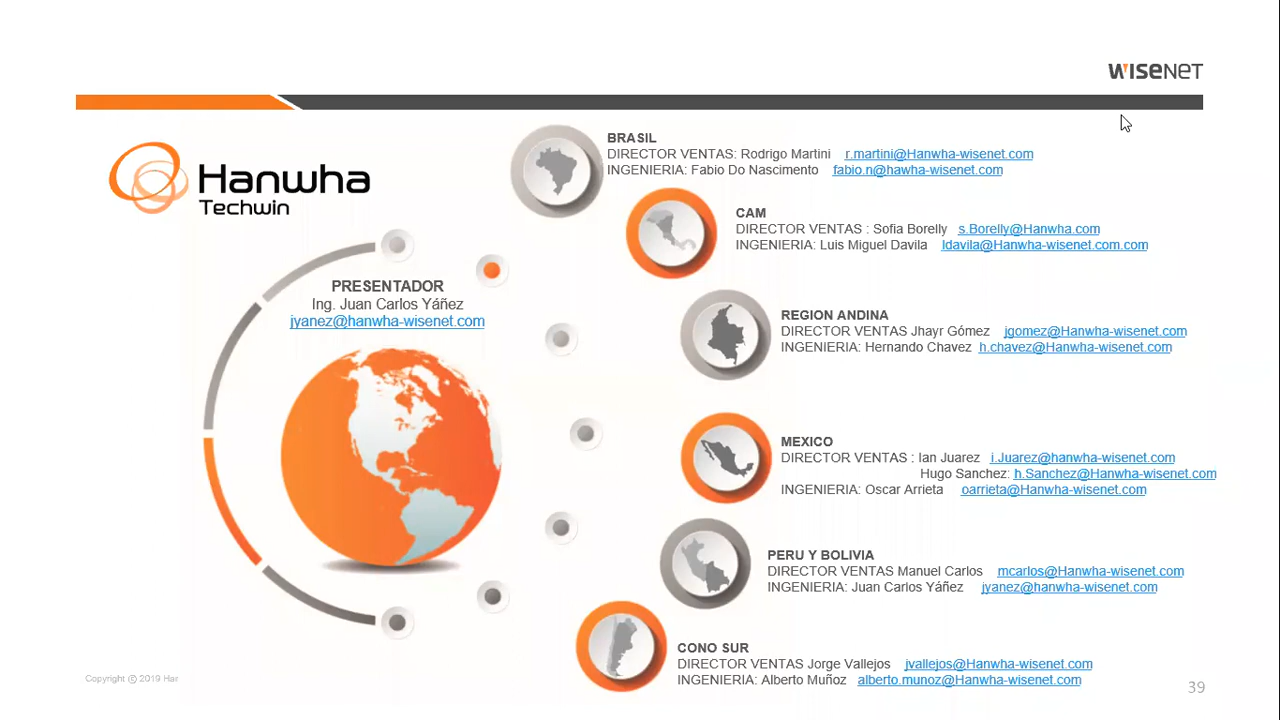 WISENET
Hanwha
Techwin
PRESENTADOR
Ing. Juan Carlos Yáñez
jyanez@hanwha-wisenet.com
BRASIL
DIRECTOR VENTAS: Rodrigo Martini r.martini@Hanwha-wisenet.com
INGENIERIA: Fabio Do Nascimento fabio.n@hawha-wisenet.com
CAM
DIRECTOR VENTAS : Sofia Borelly s.Borelly@Hanwha.com
INGENIERIA: Luis Miguel Davila ldavila@Hanwha-wisenet.com.com
REGION ANDINA
DIRECTOR VENTAS Jhayr Gómez jgomez@Hanwha-wisenet.com
INGENIERIA: Hernando Chavez h.chavez@Hanwha-wisenet.com
MEXICO
DIRECTOR VENTAS : Ian Juarez i.Juarez@hanwha-wisenet.com
Hugo Sanchez: h.Sanchez@Hanwha-wisenet.com
INGENIERIA: Oscar Arrieta oarrieta@Hanwha-wisenet.com
PERU Y BOLIVIA
DIRECTOR VENTAS Manuel Carlos mcarlos@Hanwha-wisenet.com
INGENIERIA: Juan Carlos Yáñez jyanez@hanwha-wisenet.com
CONO SUR
DIRECTOR VENTAS Jorge Vallejos jvallejos@Hanwha-wisenet.com
INGENIERIA: Alberto Muñoz alberto.munoz@Hanwha-wisenet.com
Copyright ⓒ 2019 Han
39